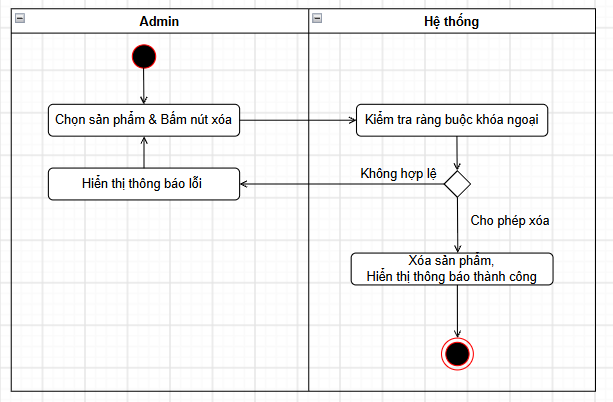 Admin
Hệ thống
Chọn sản phẩm & Bấm nút xóa
Kiểm tra ràng buộc khóa ngoại
Hiển thị thông báo lỗi
Không hợp lệ
Cho phép xóa
Xóa sản phẩm,
Hiển thị thông báo thành công